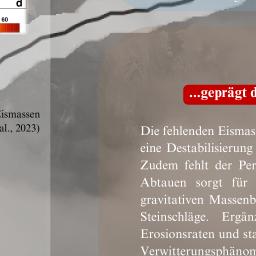 d
60
Eismassen
al., 2023)
...geprägt d
Die fehlenden Eismas
eine Destabilisierung
Zudem fehlt der Per
Abtauen sorgt für
gravitativen Massenb
Steinschläge. Ergänz
Erosionsraten und sta
Verwitterungsphänom